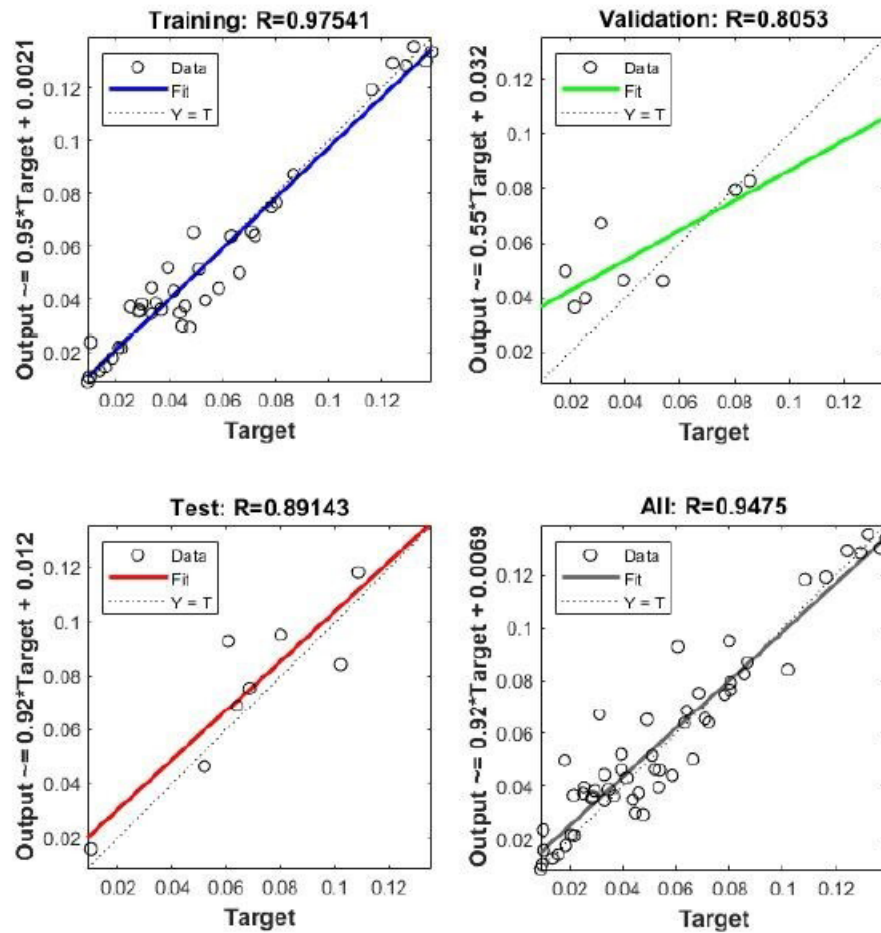 Training: R=0.97541
Output ~= 0.95*Target + 0.0021
Data
Fit
Y = T
0.12
0.1
0.08
0.06
0.04
0.02
0.02 0.04 0.06 0.08 0.1 0.12
Target
Validation: R=0.8053
Output ~= 0.55*Target + 0.032
Data
Fit
Y = T
0.12
0.1
0.08
0.06
0.04
0.02
0.02 0.04 0.06 0.08 0.1 0.12
Target
Test: R=0.89143
Output ~= 0.92*Target + 0.012
Data
Fit
Y = T
0.12
0.1
0.08
0.06
0.04
0.02
0.02 0.04 0.06 0.08 0.1 0.12
Target
All: R=0.9475
Output ~= 0.92*Target + 0.0069
Data
Fit
Y = T
0.12
0.1
0.08
0.06
0.04
0.02
0.02 0.04 0.06 0.08 0.1 0.12
Target